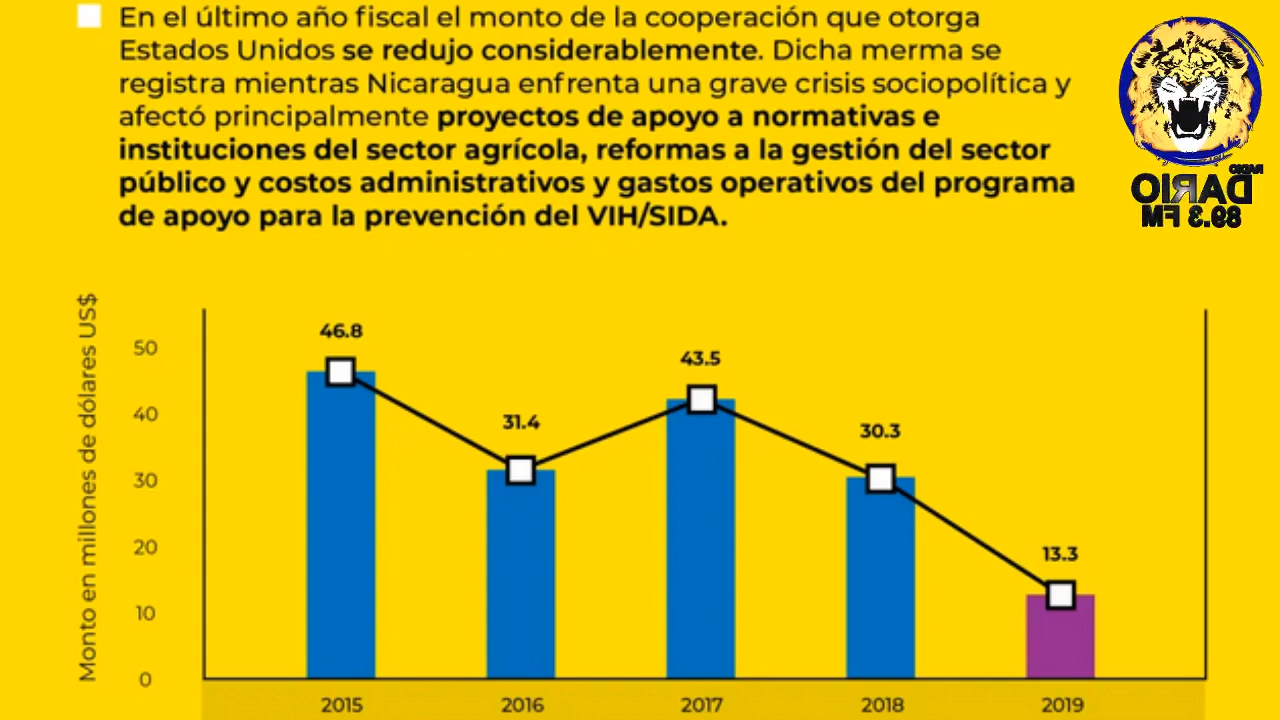 En el último año fiscal el monto de la cooperación que otorga
Estados Unidos se redujo considerablemente. Dicha merma se
registra mientras Nicaragua enfrenta una grave crisis sociopolítica y
afectó principalmente proyectos de apoyo a normativas e
instituciones del sector agrícola, reformas a la gestión del sector
público y costos administrativos y gastos operativos del programa
de apoyo para la prevención del VIH/SIDA.
RADIO
DARIO
89.3 FM
Monto en millones de dólares US$
50
40
30
20
10
0
46.8
31.4
43.5
30.3
13.3
2015
2016
2017
2018
2019